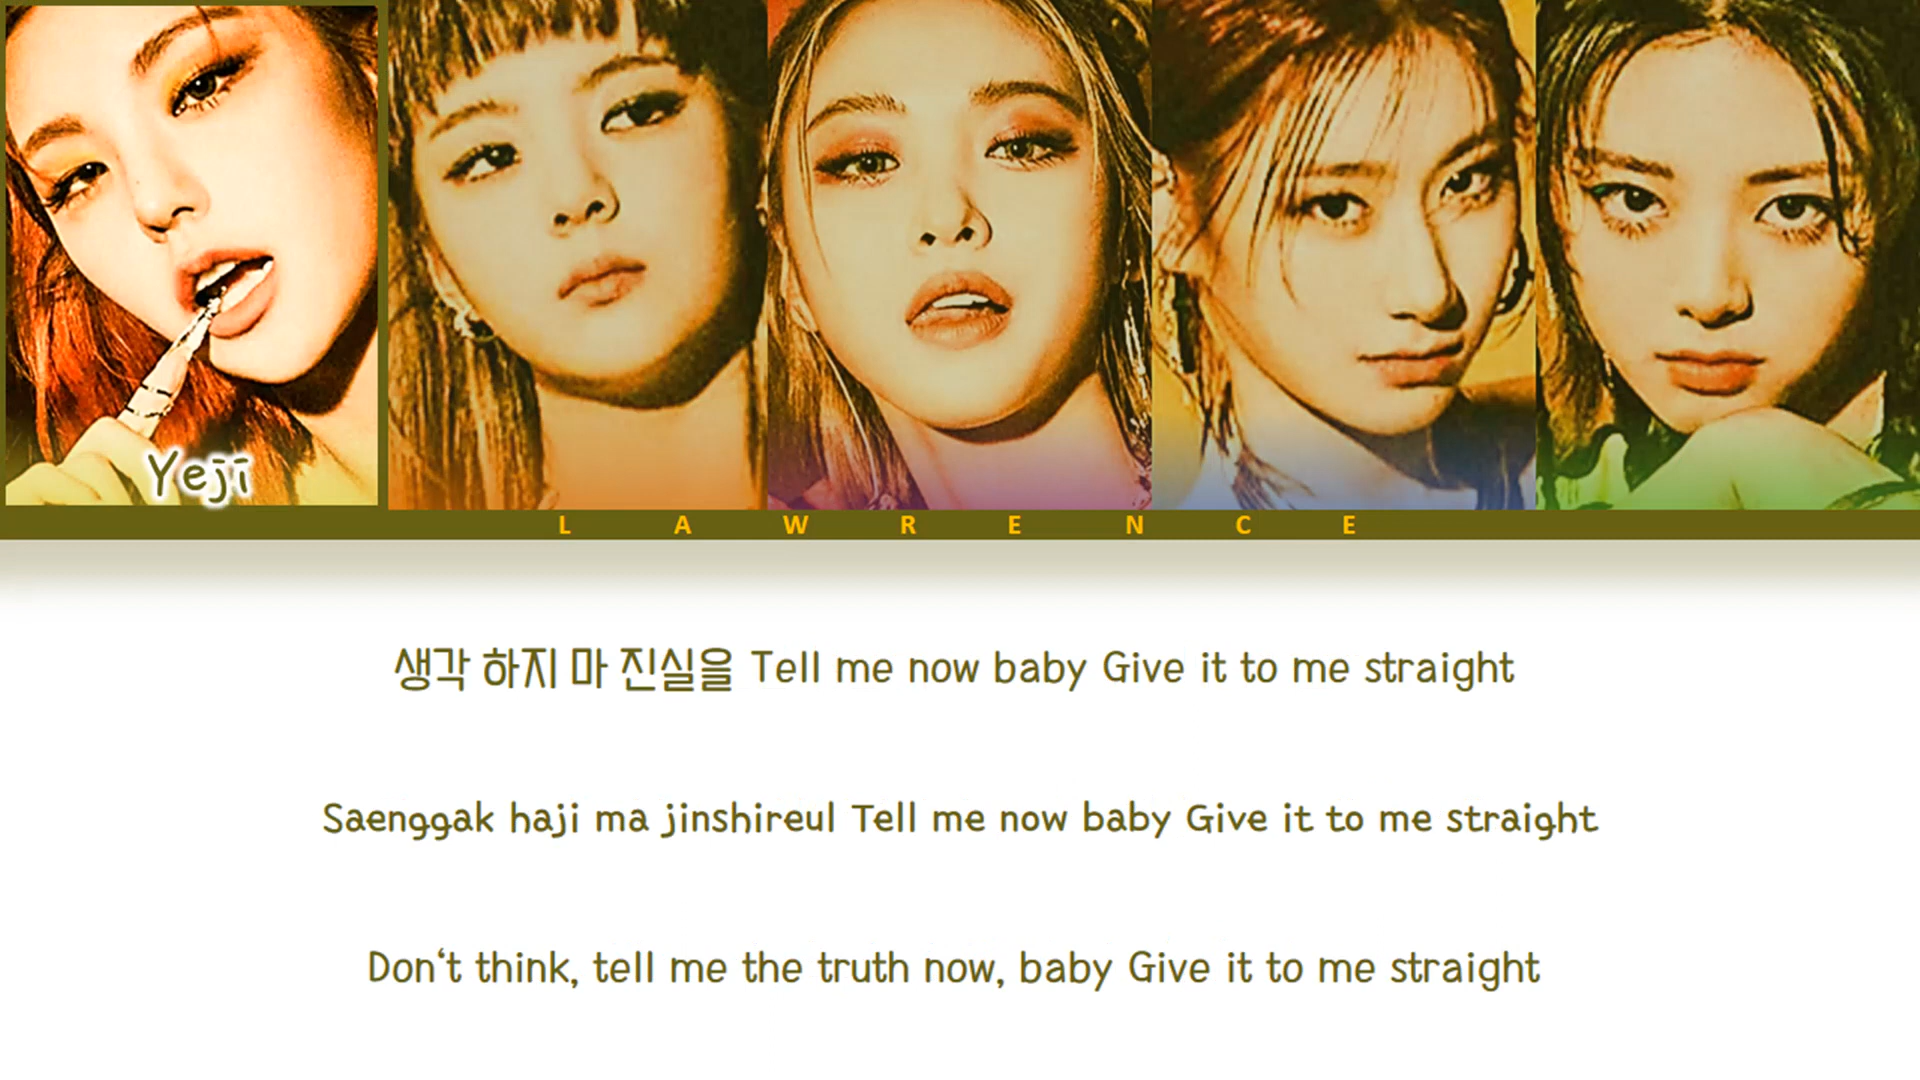 Yeji
L A W R E N C E
생각 하지 마 진실을 Tell me now baby Give it to me straight
Saenggak haji ma jinshireul Tell me now baby Give it to me straight
Don‘t think, tell me the truth now, baby Give it to me straight